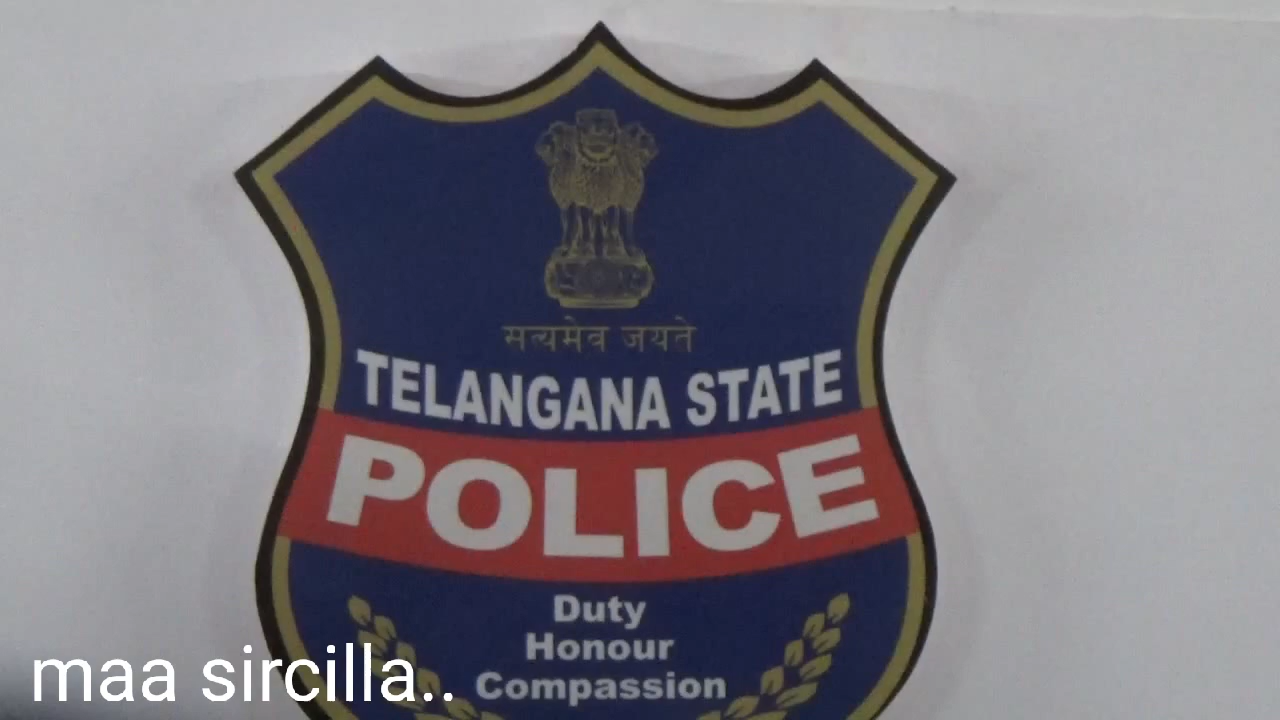 सत्यमेव जयते
TELANGANA STATE
POLICE
Duty
Honour
Compassion
maa sircilla..